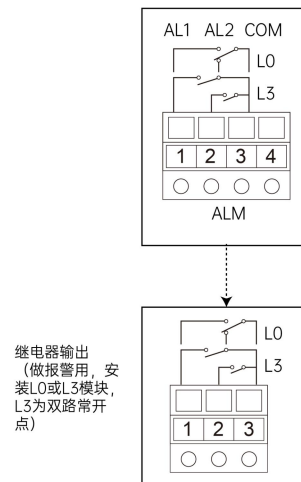 AL1 AL2 COM
L0
L3
1 2 3 4
ALM
L0
L3
1 2 3
继电器输出
（做报警用，安
装L0或L3模块，
L3为双路常开
点）